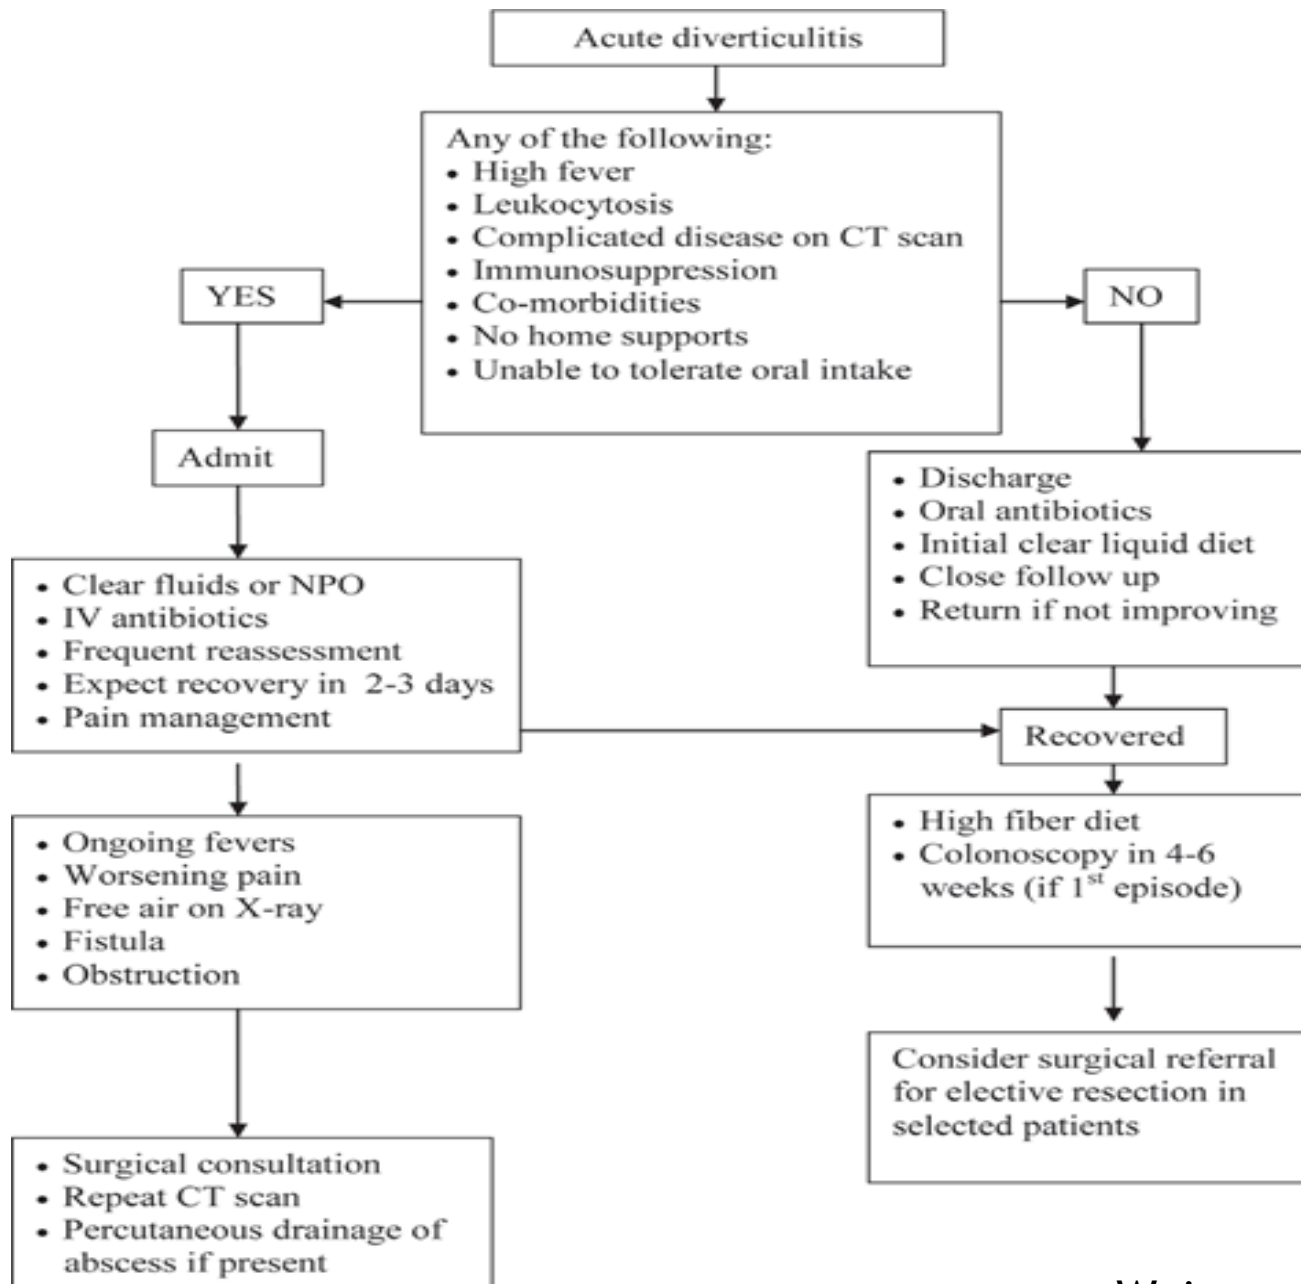 Acute diverticulitis
Any of the following:
• High fever
• Leukocytosis
• Complicated disease on CT scan
• Immunosuppression
• Co-morbidities
• No home supports
• Unable to tolerate oral intake
YES
NO
Admit
• Discharge
• Oral antibiotics
• Initial clear liquid diet
• Close follow up
• Return if not improving
• Clear fluids or NPO
• IV antibiotics
• Frequent reassessment
• Expect recovery in 2-3 days
• Pain management
Recovered
• Ongoing fevers
• Worsening pain
• Free air on X-ray
• Fistula
• Obstruction
• High fiber diet
• Colonoscopy in 4-6
weeks (if 1st episode)
Consider surgical referral
for elective resection in
selected patients
• Surgical consultation
• Repeat CT scan
• Percutaneous drainage of
abscess if present